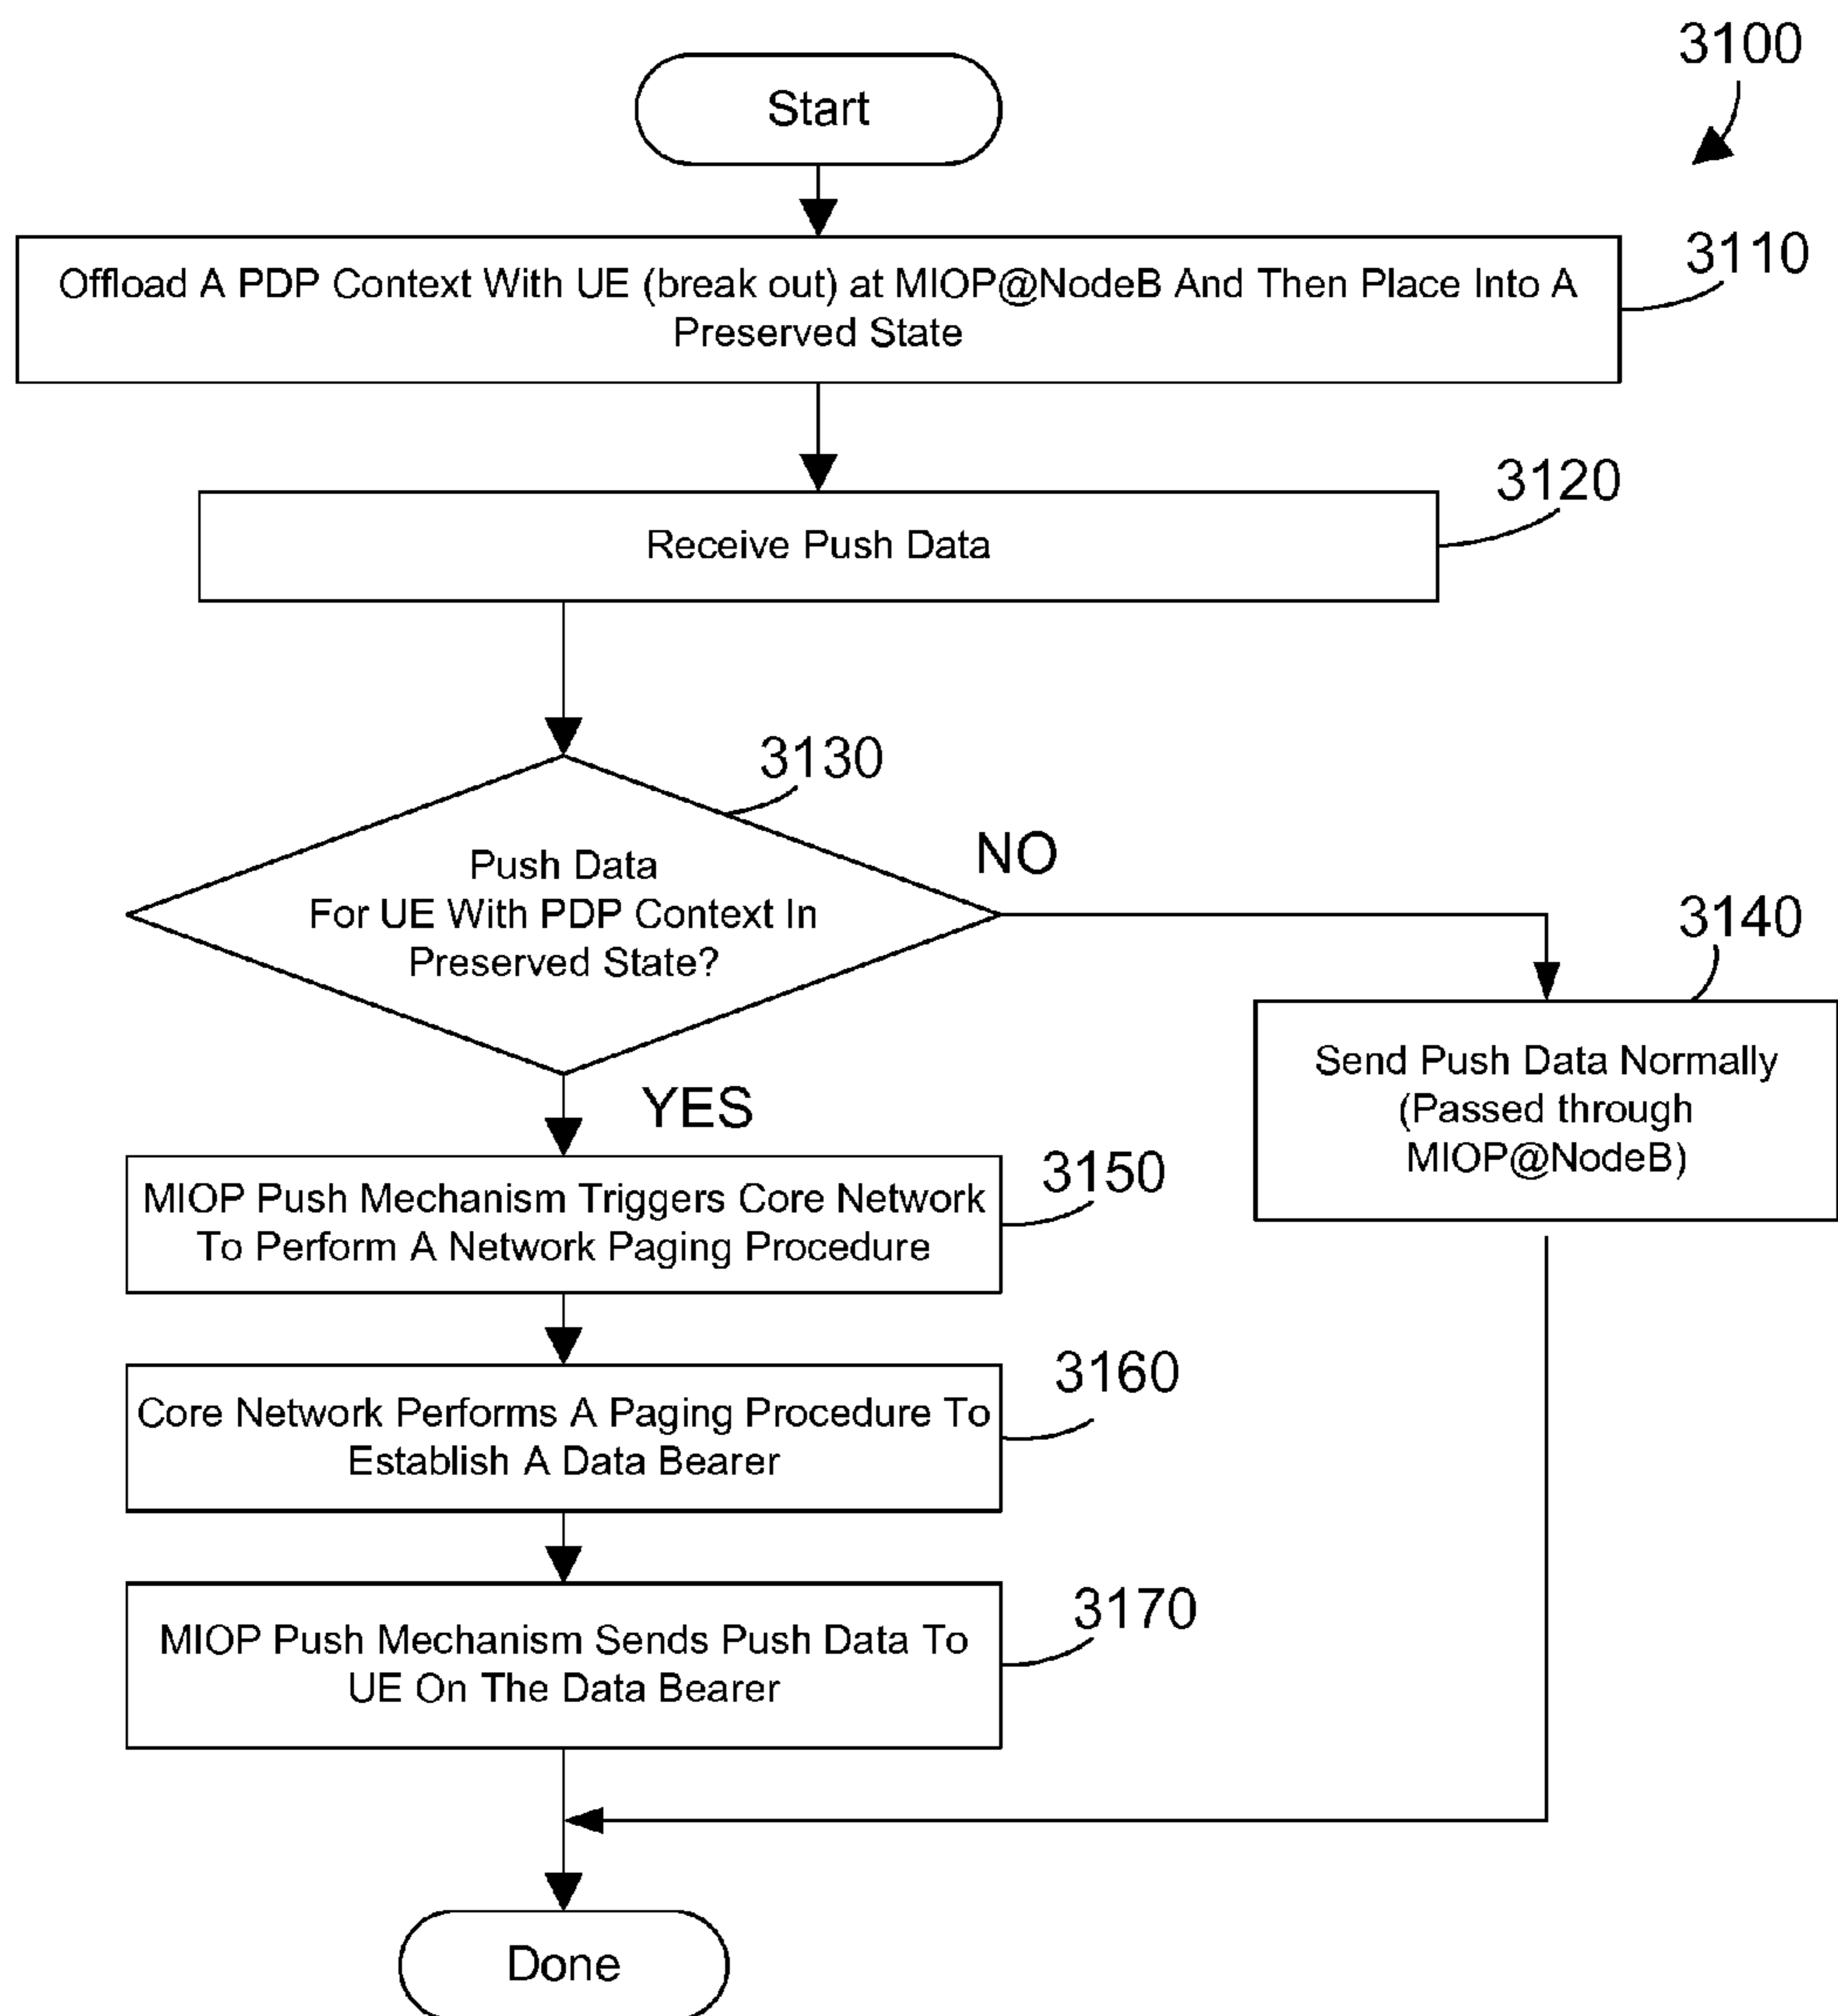 3100
Start
Offload A PDP Context With UE (break out) at MIOP@NodeB And Then Place Into A
Preserved State
3110
Receive Push Data
3120
3130
Push Data
For UE With PDP Context In
Preserved State?
NO
3140
Send Push Data Normally
(Passed through
MIOP@NodeB)
YES
MIOP Push Mechanism Triggers Core Network
To Perform A Network Paging Procedure
3150
Core Network Performs A Paging Procedure To
Establish A Data Bearer
3160
MIOP Push Mechanism Sends Push Data To
UE On The Data Bearer
3170
Done